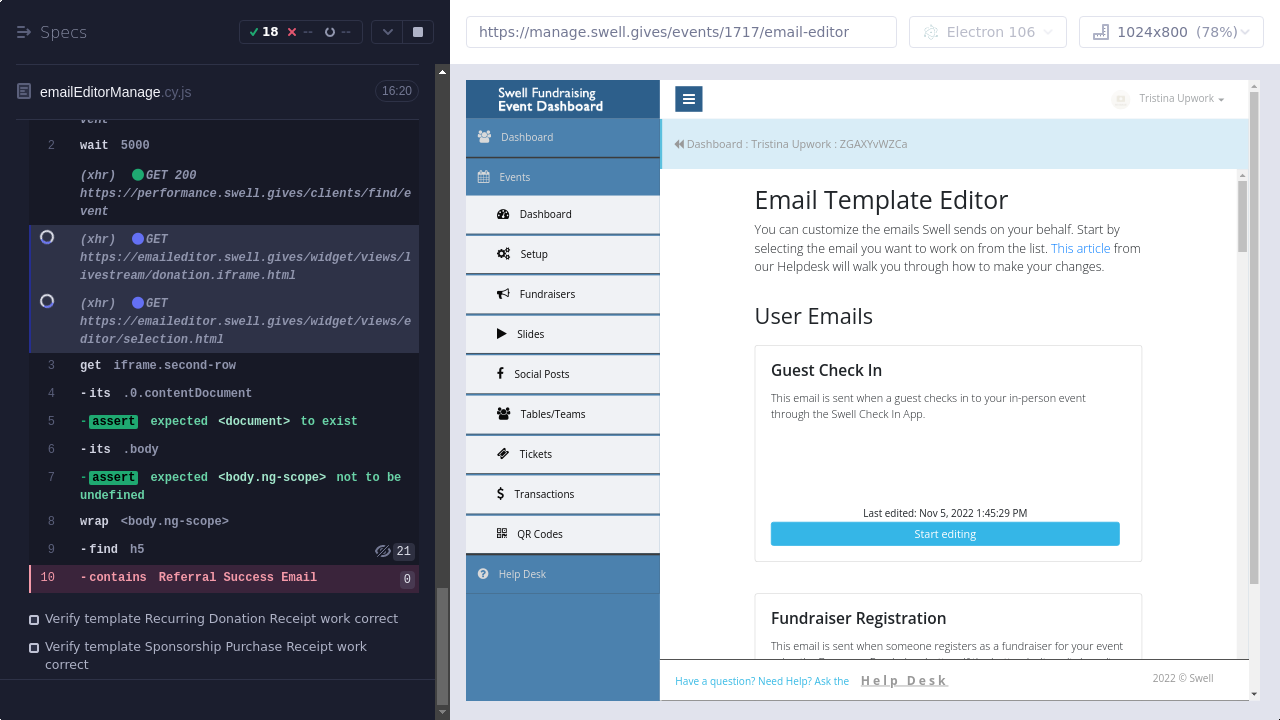 Specs
18
--
--
https://manage.swell.gives/events/1717/email-editor
Electron 106
1024x800 (78%)
emailEditorManage.cy.js
16:20
vent
2 wait 5000
(xhr) GET 200
https://performance.swell.gives/clients/find/e
vent
(xhr) GET
https://emaileditor.swell.gives/widget/views/l
ivestream/donation.iframe.html
(xhr) GET
https://emaileditor.swell.gives/widget/views/e
ditor/selection.html
3 get iframe.second-row
4 -its .0.contentDocument
5 -assert expected <document> to exist
6 -its .body
7 -assert expected <body.ng-scope> not to be
undefined
8 wrap <body.ng-scope>
9 -find h5 21
10 -contains Referral Success Email 0
Verify template Recurring Donation Receipt work correct
Verify template Sponsorship Purchase Receipt work
correct
Swell Fundraising
Event Dashboard
Dashboard
Events
Dashboard
Setup
Fundraisers
Slides
Social Posts
Tables/Teams
Tickets
Transactions
QR Codes
Help Desk
Tristina Upwork
Dashboard : Tristina Upwork : ZGAXYvWZCa
Email Template Editor
You can customize the emails Swell sends on your behalf. Start by
selecting the email you want to work on from the list. This article from
our Helpdesk will walk you through how to make your changes.
User Emails
Guest Check In
This email is sent when a guest checks in to your in-person event
through the Swell Check In App.
Last edited: Nov 5, 2022 1:45:29 PM
Start editing
Fundraiser Registration
This email is sent when someone registers as a fundraiser for your event
Have a question? Need Help? Ask the Help Desk
2022 © Swell